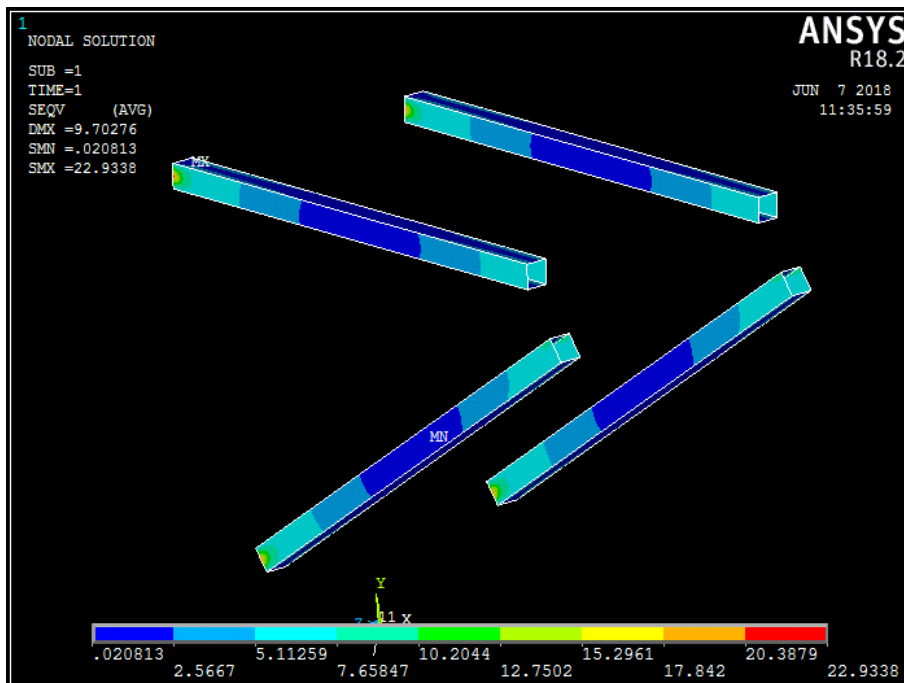 1
NODAL SOLUTION
SUB =1
TIME=1
SEQV (AVG)
DMX =9.70276
SMN =.020813
SMX =22.9338
ANSYS
R18.2
JUN 7 2018
11:35:59
MX
MN
Y
Z 11 X
.020813 5.11259 10.2044 15.2961 20.3879
2.5667 7.65847 12.7502 17.842 22.9338